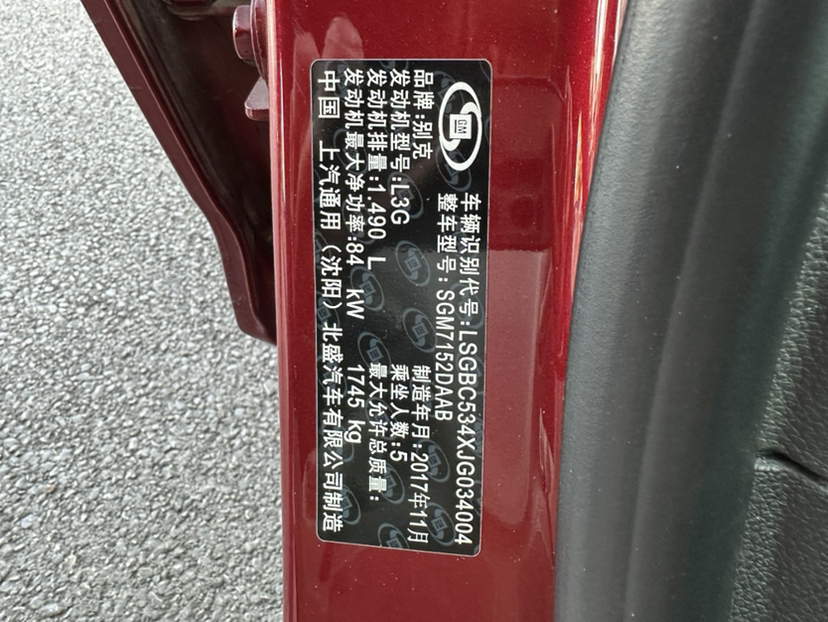 GM
车辆识别代号:LSGBC534XJG034004
整车型号:SGM7152DAAB
品牌:别克 制造年月:2017年11月
发动机型号:L3G 乘坐人数:5
发动机排量:1.490 L 最大允许总质量:
发动机最大净功率:84 kW 1745 kg
中国 上汽通用(沈阳)北盛汽车有限公司制造